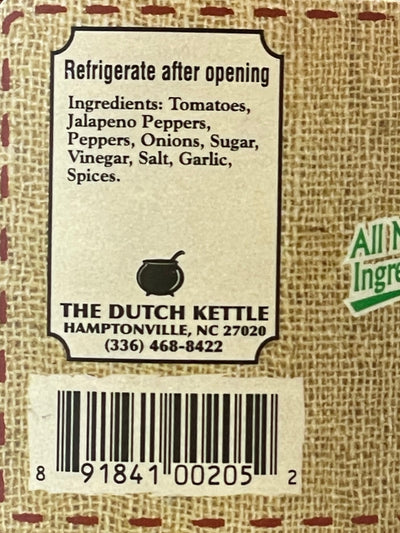 Refrigerate after opening
Ingredients: Tomatoes,
Jalapeno Peppers,
Peppers, Onions, Sugar,
Vinegar, Salt, Garlic,
Spices.
THE DUTCH KETTLE
HAMPTONVILLE, NC 27020
(336) 468-8422
All N
Ingre
8 91841 00205 2